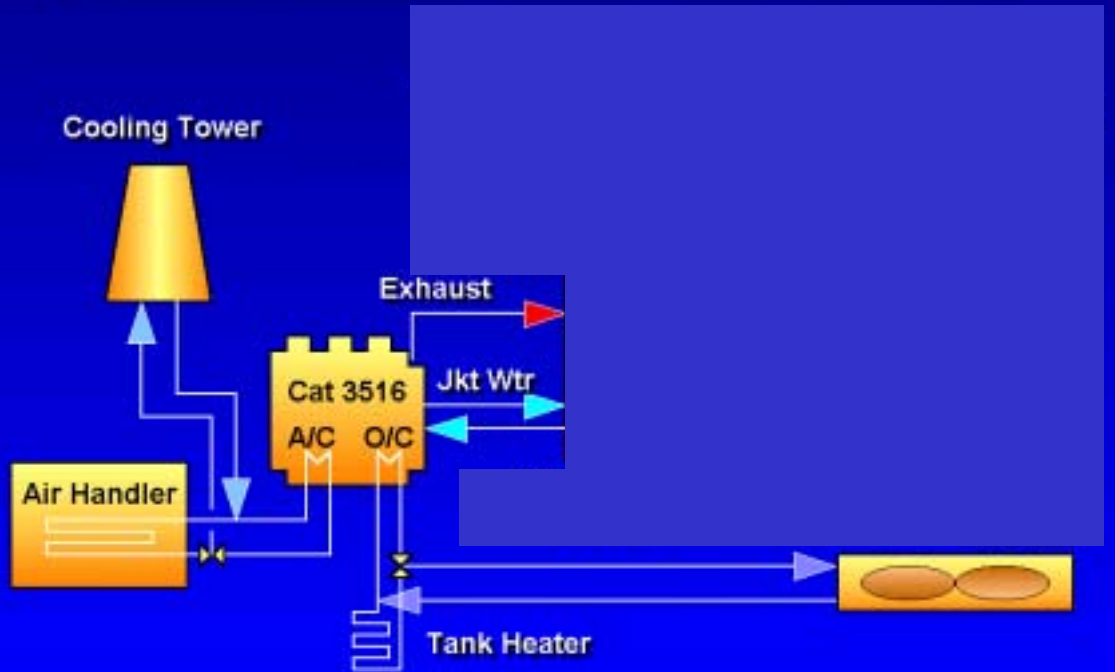 Cooling Tower
Exhaust
Cat 3516
Jkt Wtr
A/C O/C
Air Handler
Tank Heater